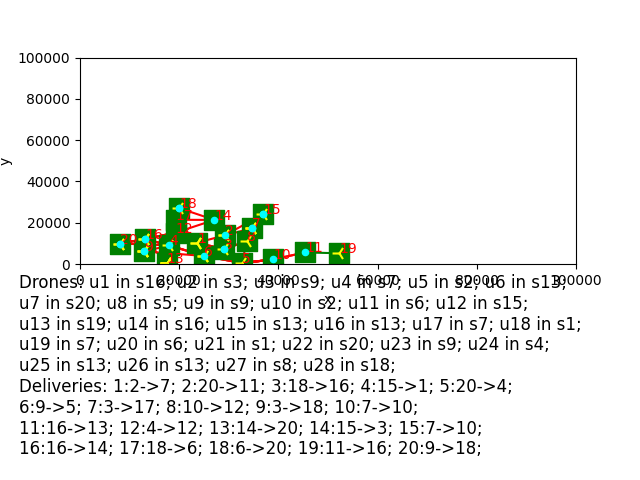 100000
80000
60000
40000
20000
0
y
Drones: u1 in s16; u2 in s3; u3 in s9; u4 in s7; u5 in s2; u6 in s13;
u7 in s20; u8 in s5; u9 in s9; u10 in s2; u11 in s6; u12 in s15;
u13 in s19; u14 in s16; u15 in s13; u16 in s13; u17 in s7; u18 in s1;
u19 in s7; u20 in s6; u21 in s1; u22 in s20; u23 in s9; u24 in s4;
u25 in s13; u26 in s13; u27 in s8; u28 in s18;
Deliveries: 1:2->7; 2:20->11; 3:18->16; 4:15->1; 5:20->4;
6:9->5; 7:3->17; 8:10->12; 9:3->18; 10:7->10;
11:16->13; 12:4->12; 13:14->20; 14:15->3; 15:7->10;
16:16->14; 17:18->6; 18:6->20; 19:11->16; 20:9->18;